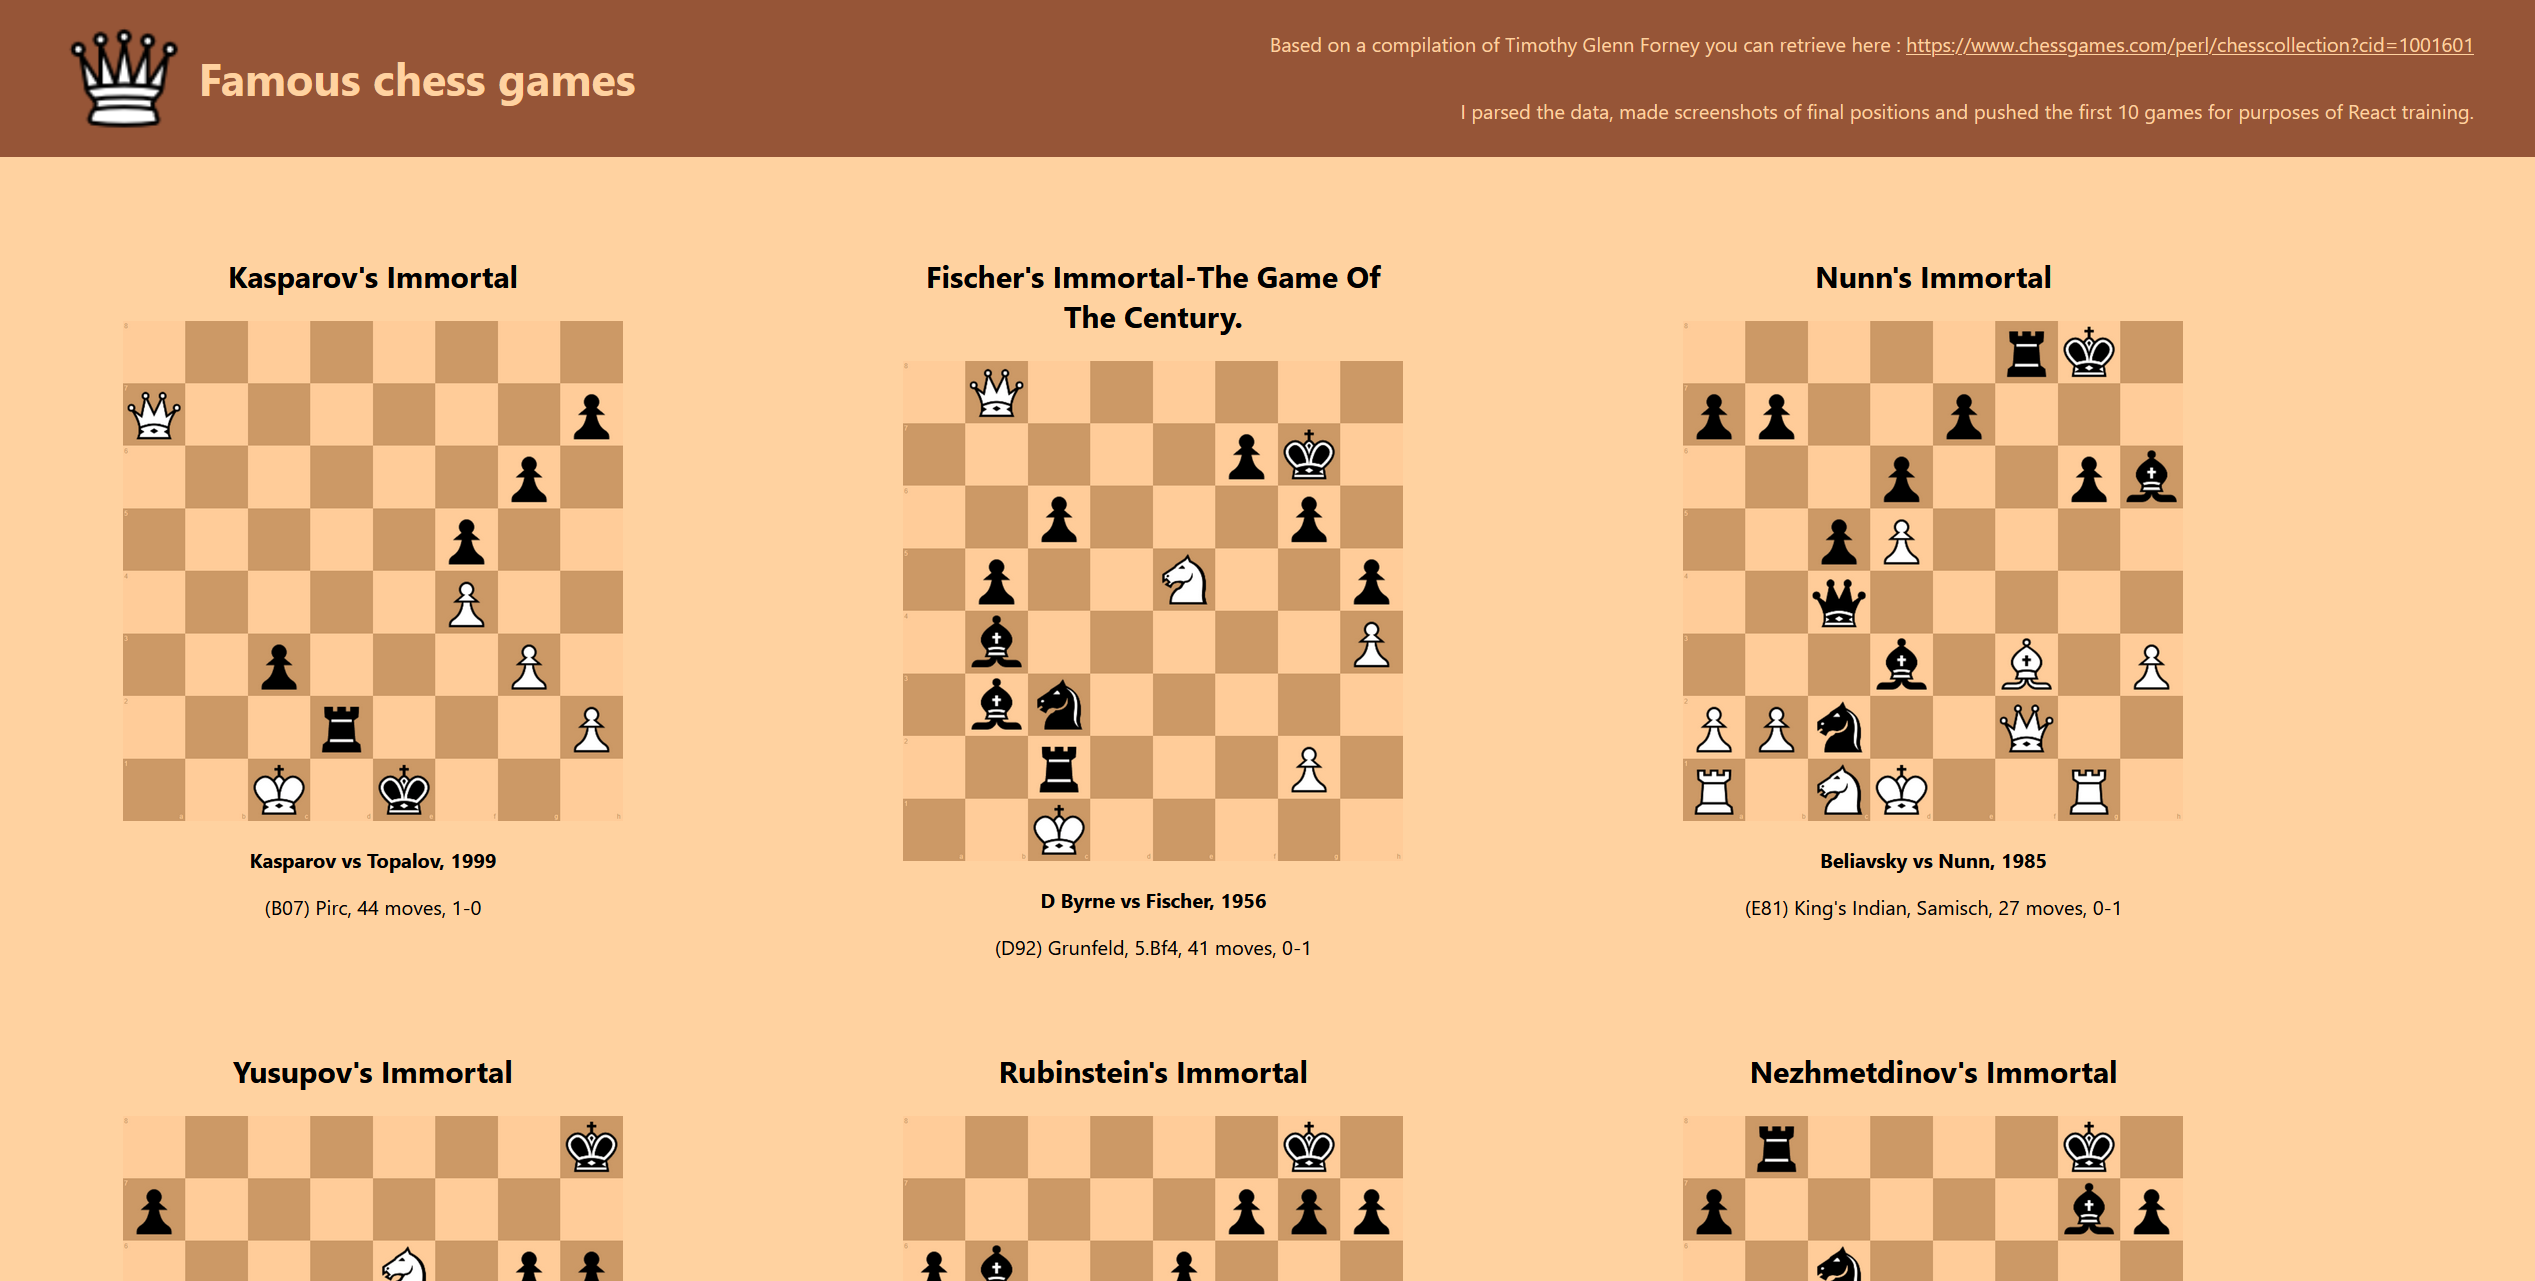 Famous chess games
Based on a compilation of Timothy Glenn Forney you can retrieve here : https://www.chessgames.com/perl/chesscollection?cid=1001601
I parsed the data, made screenshots of final positions and pushed the first 10 games for purposes of React training.
Kasparov's Immortal
Kasparov vs Topalov, 1999
(B07) Pirc, 44 moves, 1-0
Fischer's Immortal-The Game Of
The Century.
D Byrne vs Fischer, 1956
(D92) Grunfeld, 5.Bf4, 41 moves, 0-1
Nunn's Immortal
Beliavsky vs Nunn, 1985
(E81) King's Indian, Samisch, 27 moves, 0-1
Yusupov's Immortal
Rubinstein's Immortal
Nezhmetdinov's Immortal